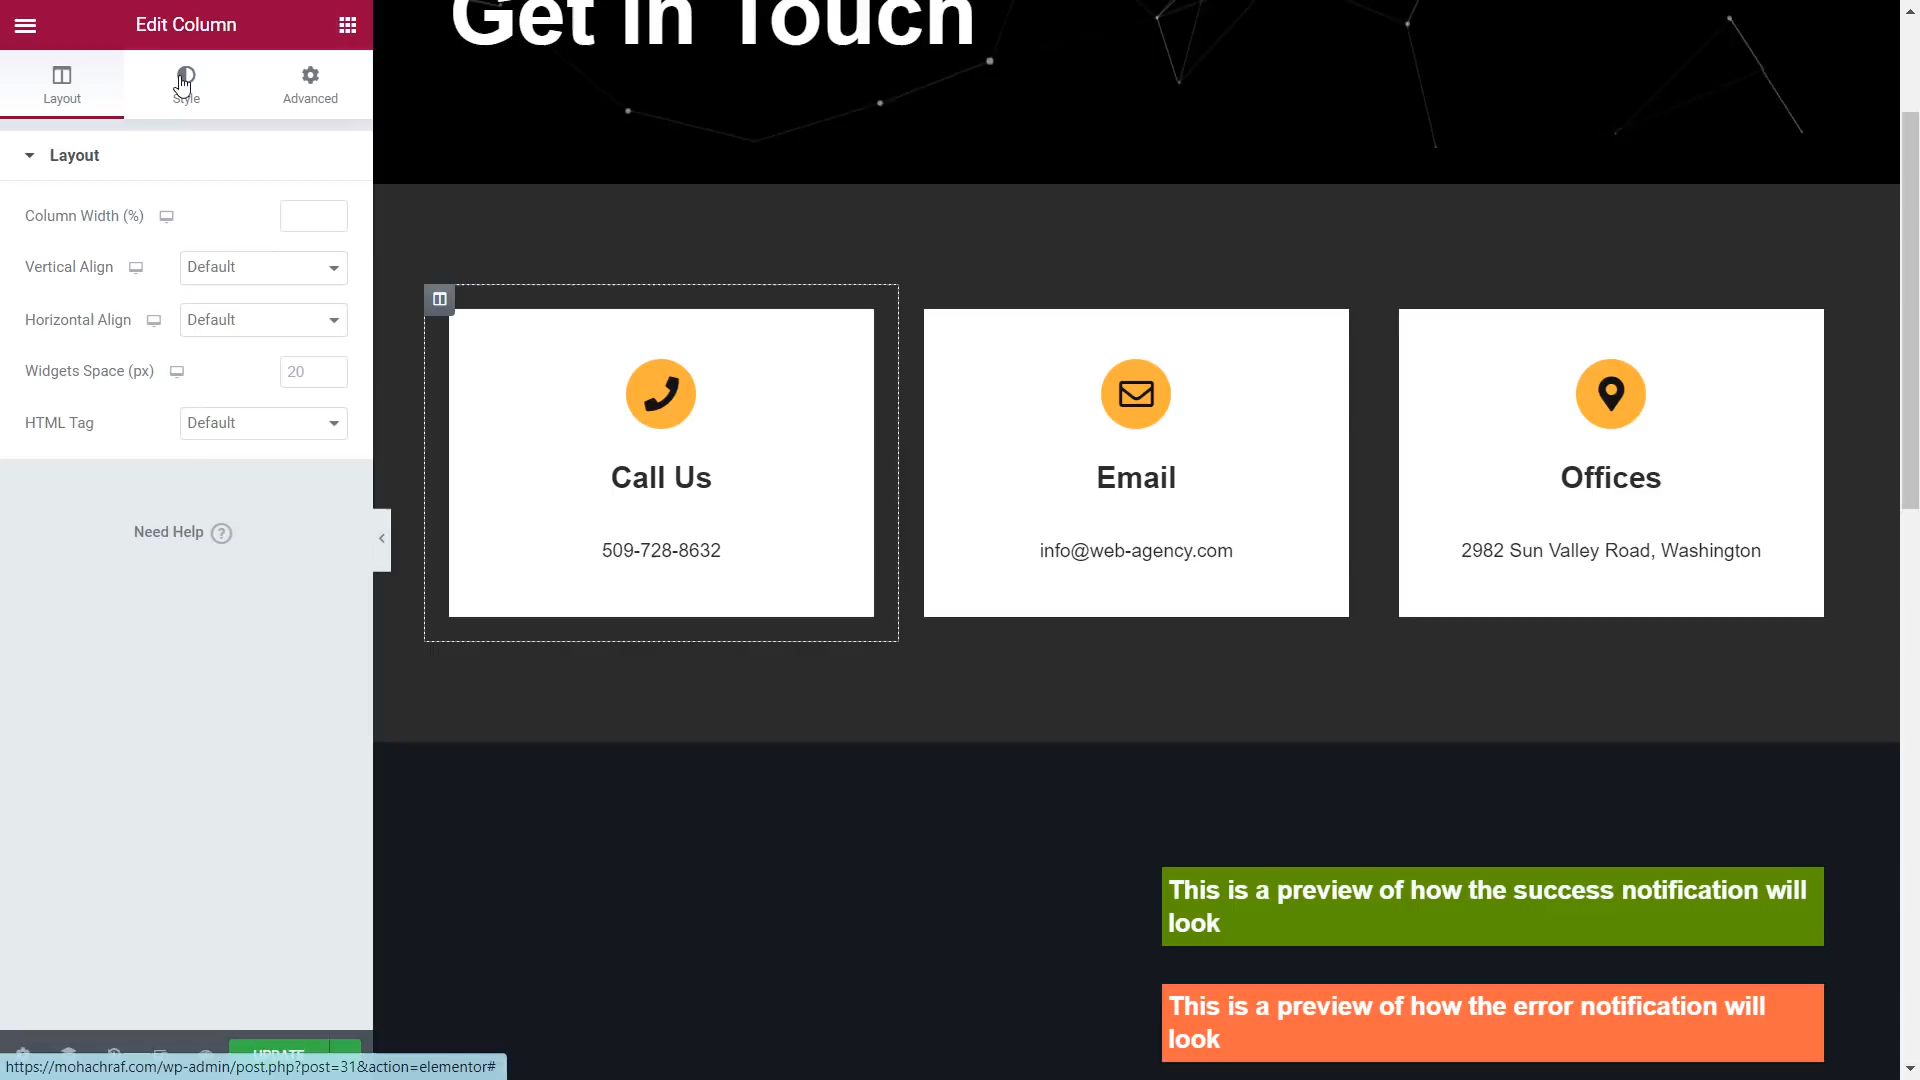 Edit Column
Layout
Style
Advanced
Layout
Column Width (%)
Vertical Align
Default
Horizontal Align
Default
Widgets Space (px)
20
HTML Tag
Default
Need Help ?
UPDATE
https://mohachraf.com/wp-admin/post.php?post=31&action=elementor#
Get In Touch
Call Us
509-728-8632
Email
info@web-agency.com
Offices
2982 Sun Valley Road, Washington
This is a preview of how the success notification will
look
This is a preview of how the error notification will
look